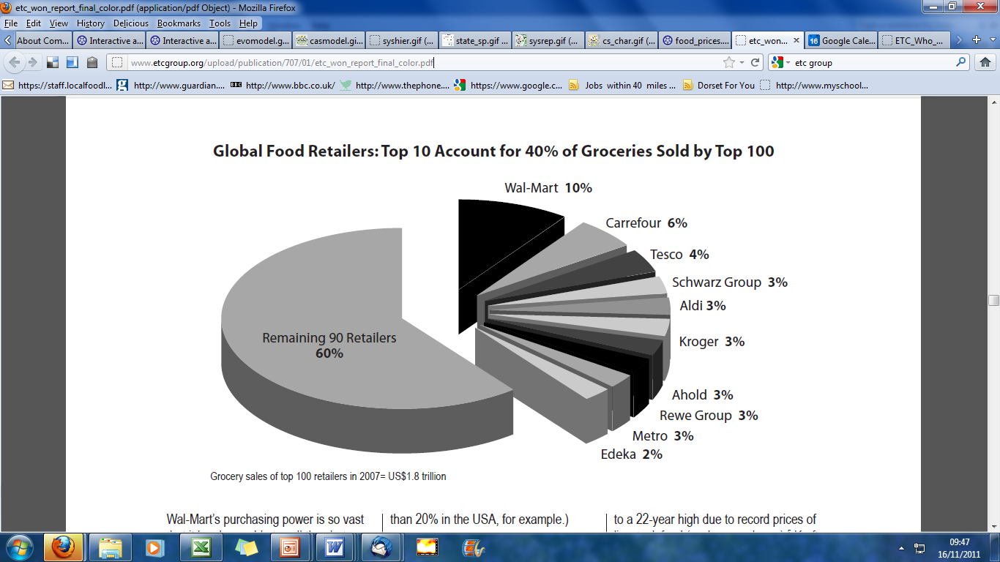 etc_won_report_final_color.pdf (application/pdf Object) - Mozilla Firefox
File Edit View History Delicious Bookmarks Tools Help
About Com... Interactive a... Interactive a... evomodel.g... casmodel.gi... syshier.gif (... state_sp.gif ... sysrep.gif (... cs_char.gif (... food_prices.... etc_won... Google Cale... ETC_Who_...
www.etcgroup.org/upload/publication/707/01/etc_won_report_final_color.pdf etc group
https://staff.localfoodl... http://www.guardian.... http://www.bbc.co.uk/ http://www.thephone.... https://www.google.c... Jobs within 40 miles ... Dorset For You http://www.myschool...
Global Food Retailers: Top 10 Account for 40% of Groceries Sold by Top 100
Wal-Mart 10%
Carrefour 6%
Tesco 4%
Schwarz Group 3%
Aldi 3%
Kroger 3%
Ahold 3%
Rewe Group 3%
Metro 3%
Edeka 2%
Remaining 90 Retailers
60%
Grocery sales of top 100 retailers in 2007= US$1.8 trillion
Wal-Mart's purchasing power is so vast
than 20% in the USA, for example.)
to a 22-year high due to record prices of
09:47
16/11/2011